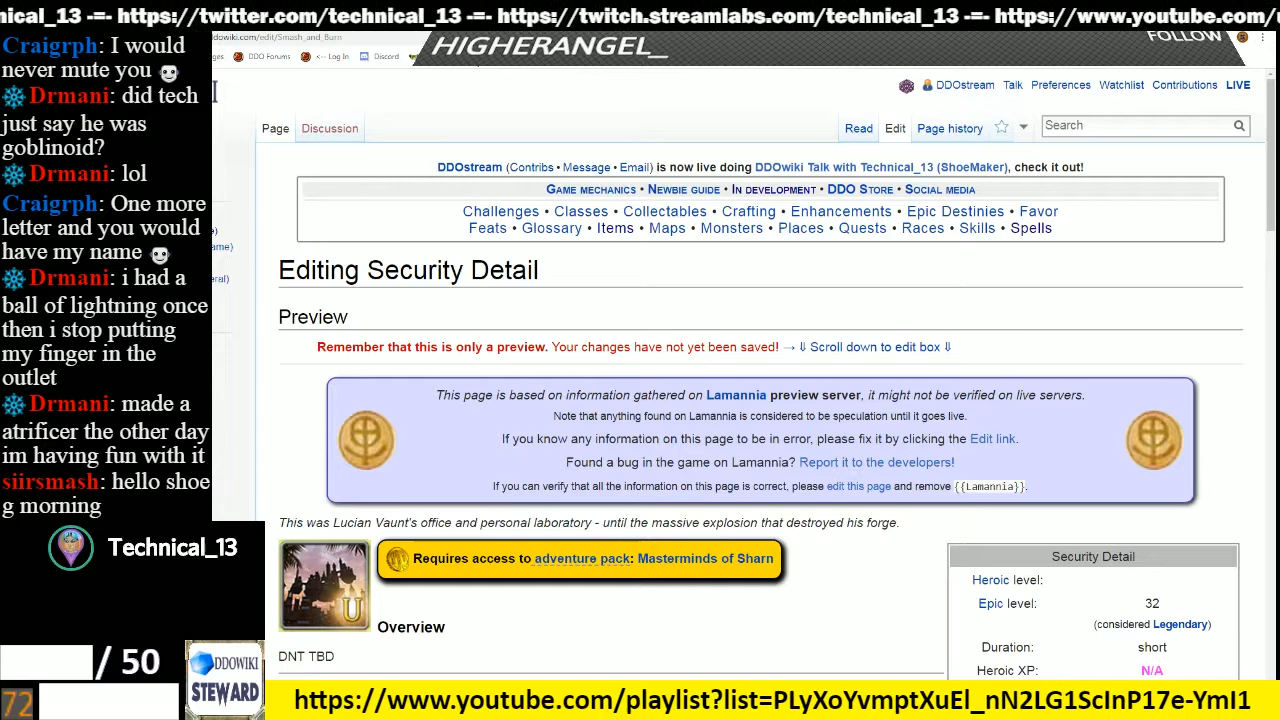 nical_13 -=- https://twitter.com/technical_13 -=- https://twitch.streamlabs.com/technical_13 -=- https://www.youtube.com/
Craigrph: I would
never mute you
Drmani: did tech
just say he was
goblinoid?
Drmani: lol
Craigrph: One more
letter and you would
have my name
Drmani: i had a
ball of lightning once
then i stop putting
my finger in the
outlet
Drmani: made a
atrificer the other day
im having fun with it
siirsmash: hello shoe
g morning
Technical_13
/ 50
72
DDOWIKI
STEWARD
ddowiki.com/edit/Smash_and_Burn
ges DDO Forums <-- Log In Discord
HIGHERANGEL_
FOLLOW
DDOstream Talk Preferences Watchlist Contributions LIVE
Page Discussion Read Edit Page history Search
DDOstream (Contribs • Message • Email) is now live doing DDOwiki Talk with Technical_13 (ShoeMaker), check it out!
Game mechanics • Newbie guide • In development • DDO Store • Social media
Challenges • Classes • Collectables • Crafting • Enhancements • Epic Destinies • Favor
Feats • Glossary • Items • Maps • Monsters • Places • Quests • Races • Skills • Spells
Editing Security Detail
Preview
Remember that this is only a preview. Your changes have not yet been saved! → ⇓ Scroll down to edit box ⇓
This page is based on information gathered on Lamannia preview server, it might not be verified on live servers.
Note that anything found on Lamannia is considered to be speculation until it goes live.
If you know any information on this page to be in error, please fix it by clicking the Edit link.
Found a bug in the game on Lamannia? Report it to the developers!
If you can verify that all the information on this page is correct, please edit this page and remove {{Lamannia}}.
This was Lucian Vaunt's office and personal laboratory - until the massive explosion that destroyed his forge.
U
Requires access to adventure pack: Masterminds of Sharn
Overview
DNT TBD
Security Detail
Heroic level:
Epic level: 32
(considered Legendary)
Duration: short
Heroic XP: N/A
https://www.youtube.com/playlist?list=PLyXoYvmptXuEl_nN2LG1ScInP17e-YmI1